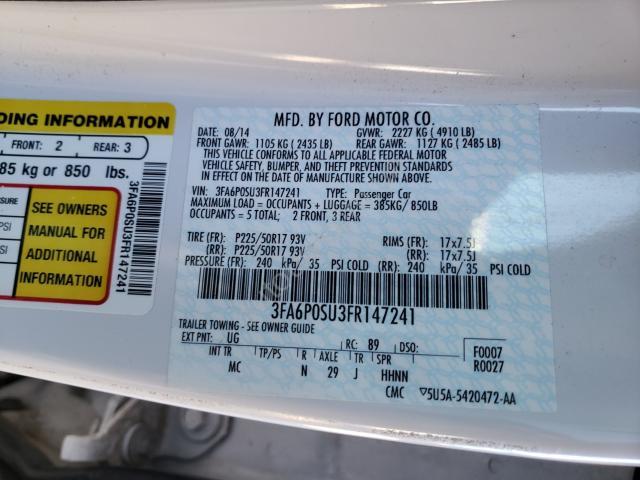 DING INFORMATION
FRONT: 2 REAR: 3
85 kg or 850 lbs.
SURE
PSI
PSI
SEE OWNERS
MANUAL FOR
ADDITIONAL
INFORMATION
3FA6P0SU3FR147241
MFD. BY FORD MOTOR CO.
DATE: 08/14 GVWR: 2227 KG ( 4910 LB)
FRONT GAWR: 1105 KG ( 2435 LB) REAR GAWR: 1127 KG ( 2485 LB)
THIS VEHICLE CONFORMS TO ALL APPLICABLE FEDERAL MOTOR
VEHICLE SAFETY, BUMPER, AND THEFT PREVENTION STANDARDS
IN EFFECT ON THE DATE OF MANUFACTURE SHOWN ABOVE.
VIN: 3FA6P0SU3FR147241 TYPE: Passenger Car
MAXIMUM LOAD = OCCUPANTS + LUGGAGE = 385KG/ 850LB
OCCUPANTS = 5 TOTAL; 2 FRONT, 3 REAR
TIRE (FR): P225/50R17 93V RIMS (FR): 17x7.5J
(RR): P225/50R17 93V (RR): 17x7.5J
PRESSURE (FR): 240 kPa/ 35 PSI COLD (RR): 240 kPa/ 35 PSI COLD
3FA6P0SU3FR147241
TRAILER TOWING - SEE OWNER GUIDE
EXT PNT: UG RC: 89 DSO: F0007
INT TR TP/PS R AXLE TR SPR R0027
MC N 29 J HHNN
CMC 5U5A-5420472-AA